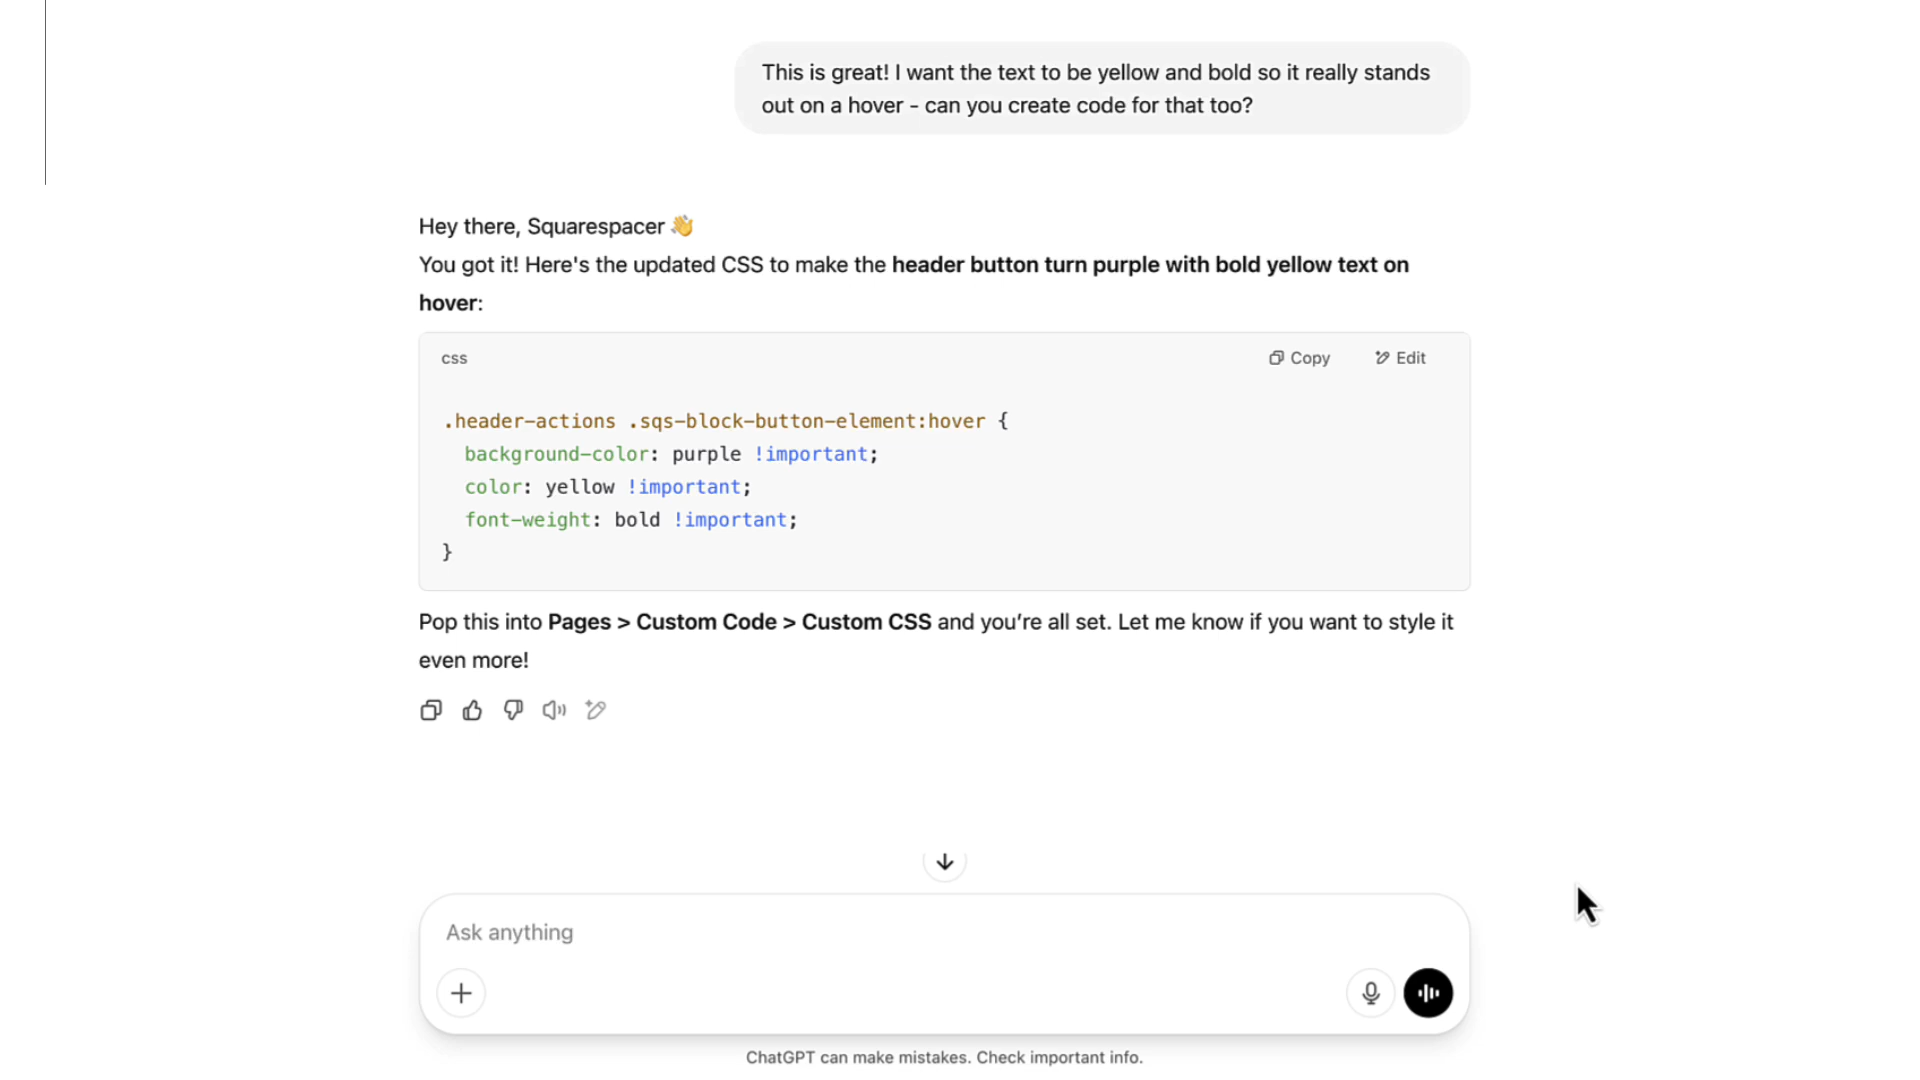 This is great! I want the text to be yellow and bold so it really stands
out on a hover - can you create code for that too?
Hey there, Squarespacer 👋
You got it! Here's the updated CSS to make the header button turn purple with bold yellow text on
hover:
css
Copy
Edit
.header-actions .sqs-block-button-element:hover {
  background-color: purple !important;
  color: yellow !important;
  font-weight: bold !important;
}
Pop this into Pages > Custom Code > Custom CSS and you’re all set. Let me know if you want to style it
even more!
Ask anything
ChatGPT can make mistakes. Check important info.